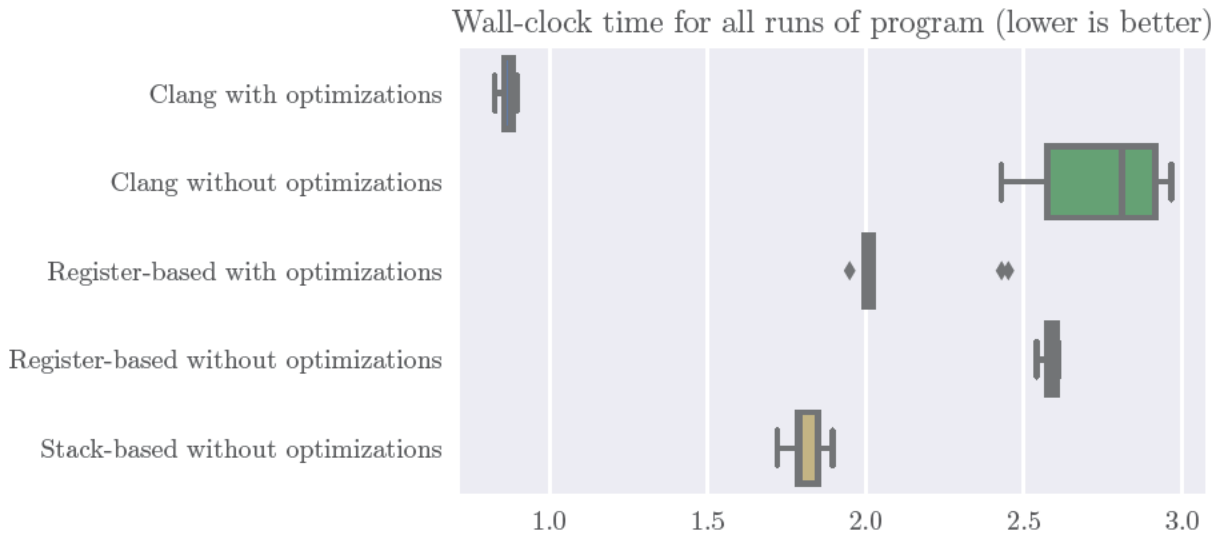 Wall-clock time for all runs of program (lower is better)
Clang with optimizations
Clang without optimizations
Register-based with optimizations
Register-based without optimizations
Stack-based without optimizations
1.0 1.5 2.0 2.5 3.0